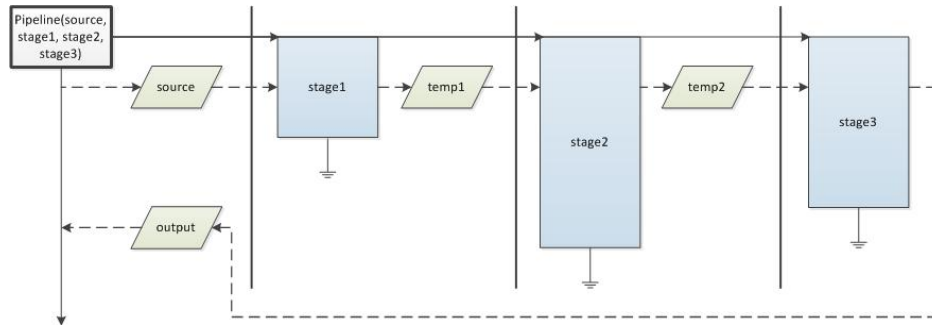 Pipeline(source,
stage1, stage2,
stage3)
source
stage1
temp1
stage2
temp2
stage3
output